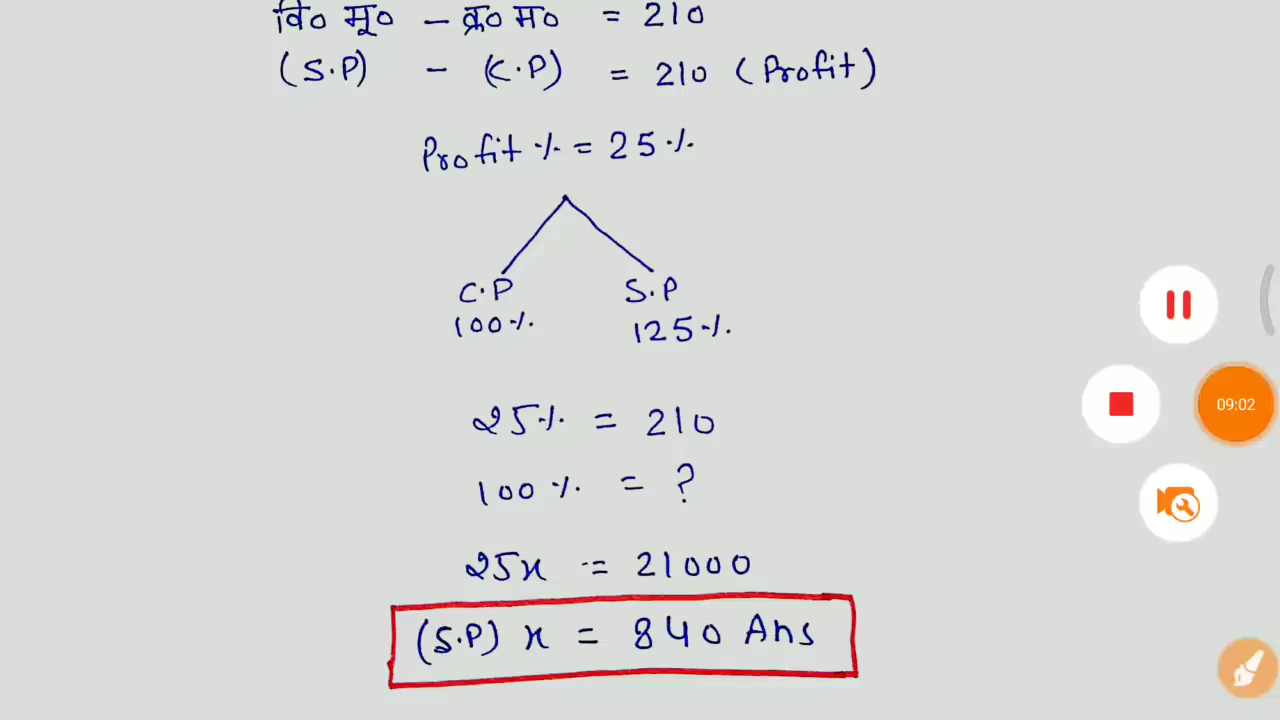 वि० मू० - क्र० म० = 210
(S.P) - (C.P) = 210 (Profit)
Profit % = 25%
C.P S.P
100% 125%
25% = 210
100% = ?
25x = 21000
(S.P) x = 840 Ans
09:02